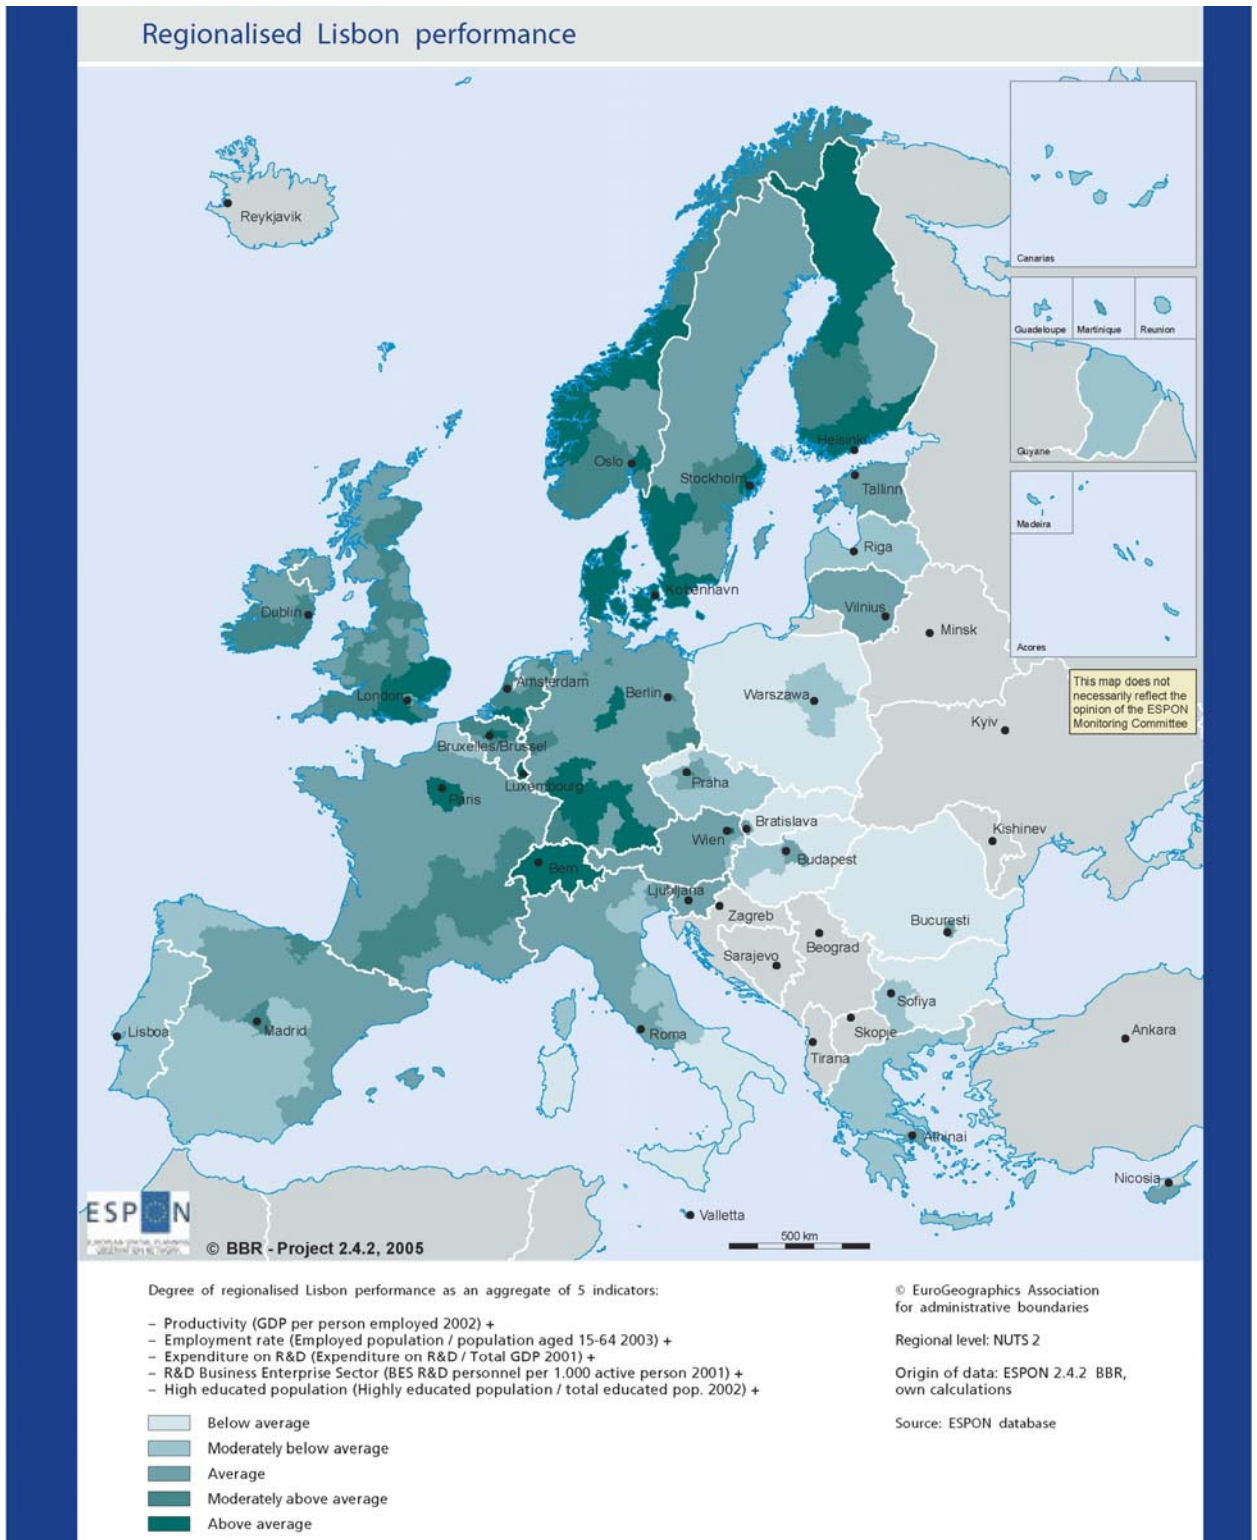 Regionalised Lisbon performance
Reykjavik
Canarias
Guadeloupe
Martinique
Reunion
Guyane
Madeira
Acores
This map does not
necessarily reflect the
opinion of the ESPON
Monitoring Committee
Helsinki
Oslo
Stockholm
Tallinn
Riga
København
Vilnius
Minsk
Dublin
Amsterdam
Berlin
Warszawa
London
Kyiv
Bruxelles/Brussel
Luxembourg
Praha
Paris
Bratislava
Wien
Kishinev
Budapest
Bern
Ljubljana
Zagreb
Bucuresti
Beograd
Sarajevo
Sofiya
Lisboa
Madrid
Roma
Skopje
Ankara
Tirana
Athinai
Nicosia
Valletta
ESPON
© BBR - Project 2.4.2, 2005
500 km
Degree of regionalised Lisbon performance as an aggregate of 5 indicators:
– Productivity (GDP per person employed 2002) +
– Employment rate (Employed population / population aged 15-64 2003) +
– Expenditure on R&D (Expenditure on R&D / Total GDP 2001) +
– R&D Business Enterprise Sector (BES R&D personnel per 1.000 active person 2001) +
– High educated population (Highly educated population / total educated pop. 2002) +
Below average
Moderately below average
Average
Moderately above average
Above average
© EuroGeographics Association
for administrative boundaries
Regional level: NUTS 2
Origin of data: ESPON 2.4.2 BBR,
own calculations
Source: ESPON database